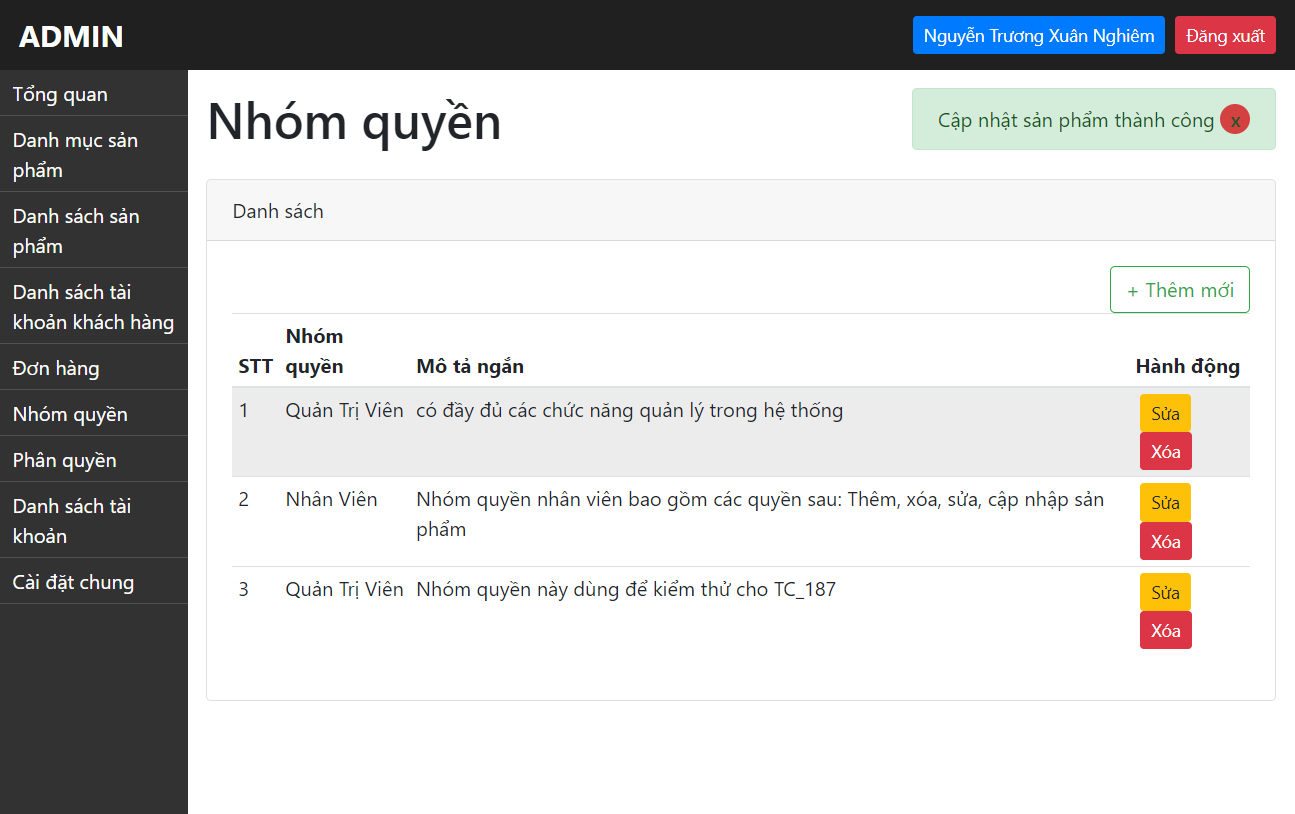 ADMIN
Nguyễn Trương Xuân Nghiêm
Đăng xuất
Tổng quan
Danh mục sản
phẩm
Danh sách sản
phẩm
Danh sách tài
khoản khách hàng
Đơn hàng
Nhóm quyền
Phân quyền
Danh sách tài
khoản
Cài đặt chung
Nhóm quyền
Cập nhật sản phẩm thành công x
Danh sách
+ Thêm mới
STT Nhóm quyền Mô tả ngắn Hành động
1 Quản Trị Viên có đầy đủ các chức năng quản lý trong hệ thống Sửa
Xóa
2 Nhân Viên Nhóm quyền nhân viên bao gồm các quyền sau: Thêm, xóa, sửa, cập nhập sản Sửa
phẩm Xóa
3 Quản Trị Viên Nhóm quyền này dùng để kiểm thử cho TC_187 Sửa
Xóa